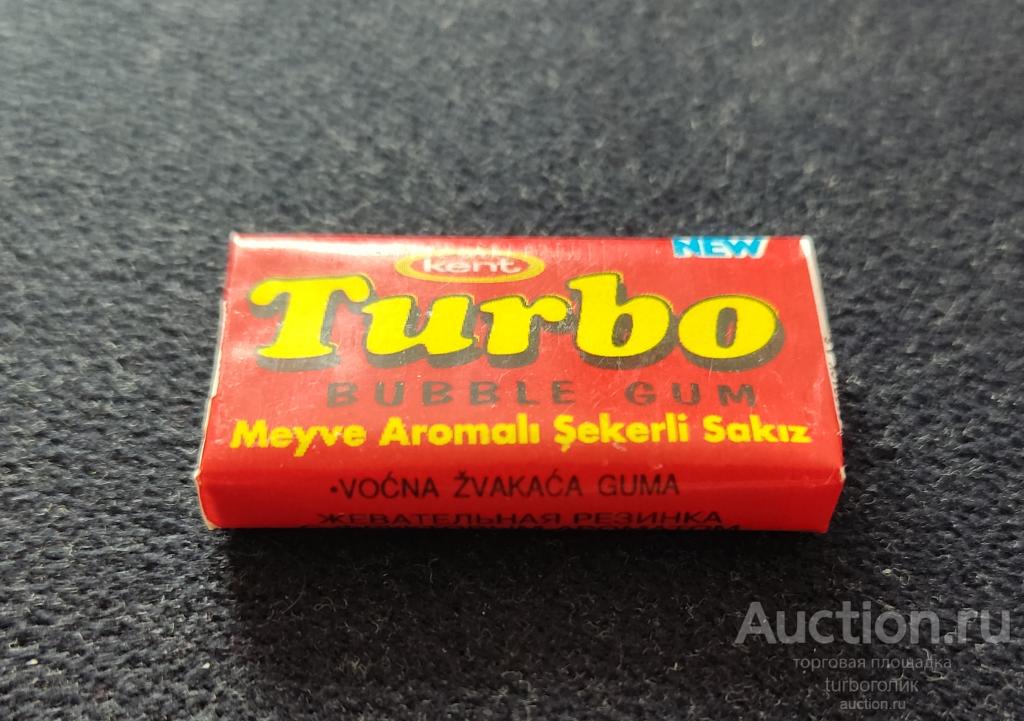 NEW
kent
Turbo
BUBBLE GUM
Meyve Aromalı Şekerli Sakız
•VOĆNA ŽVAKAĆA GUMA
ЖЕВАТЕЛЬНАЯ РЕЗИНКА
Auction.ru
торговая площадка
turboголик
auction.ru